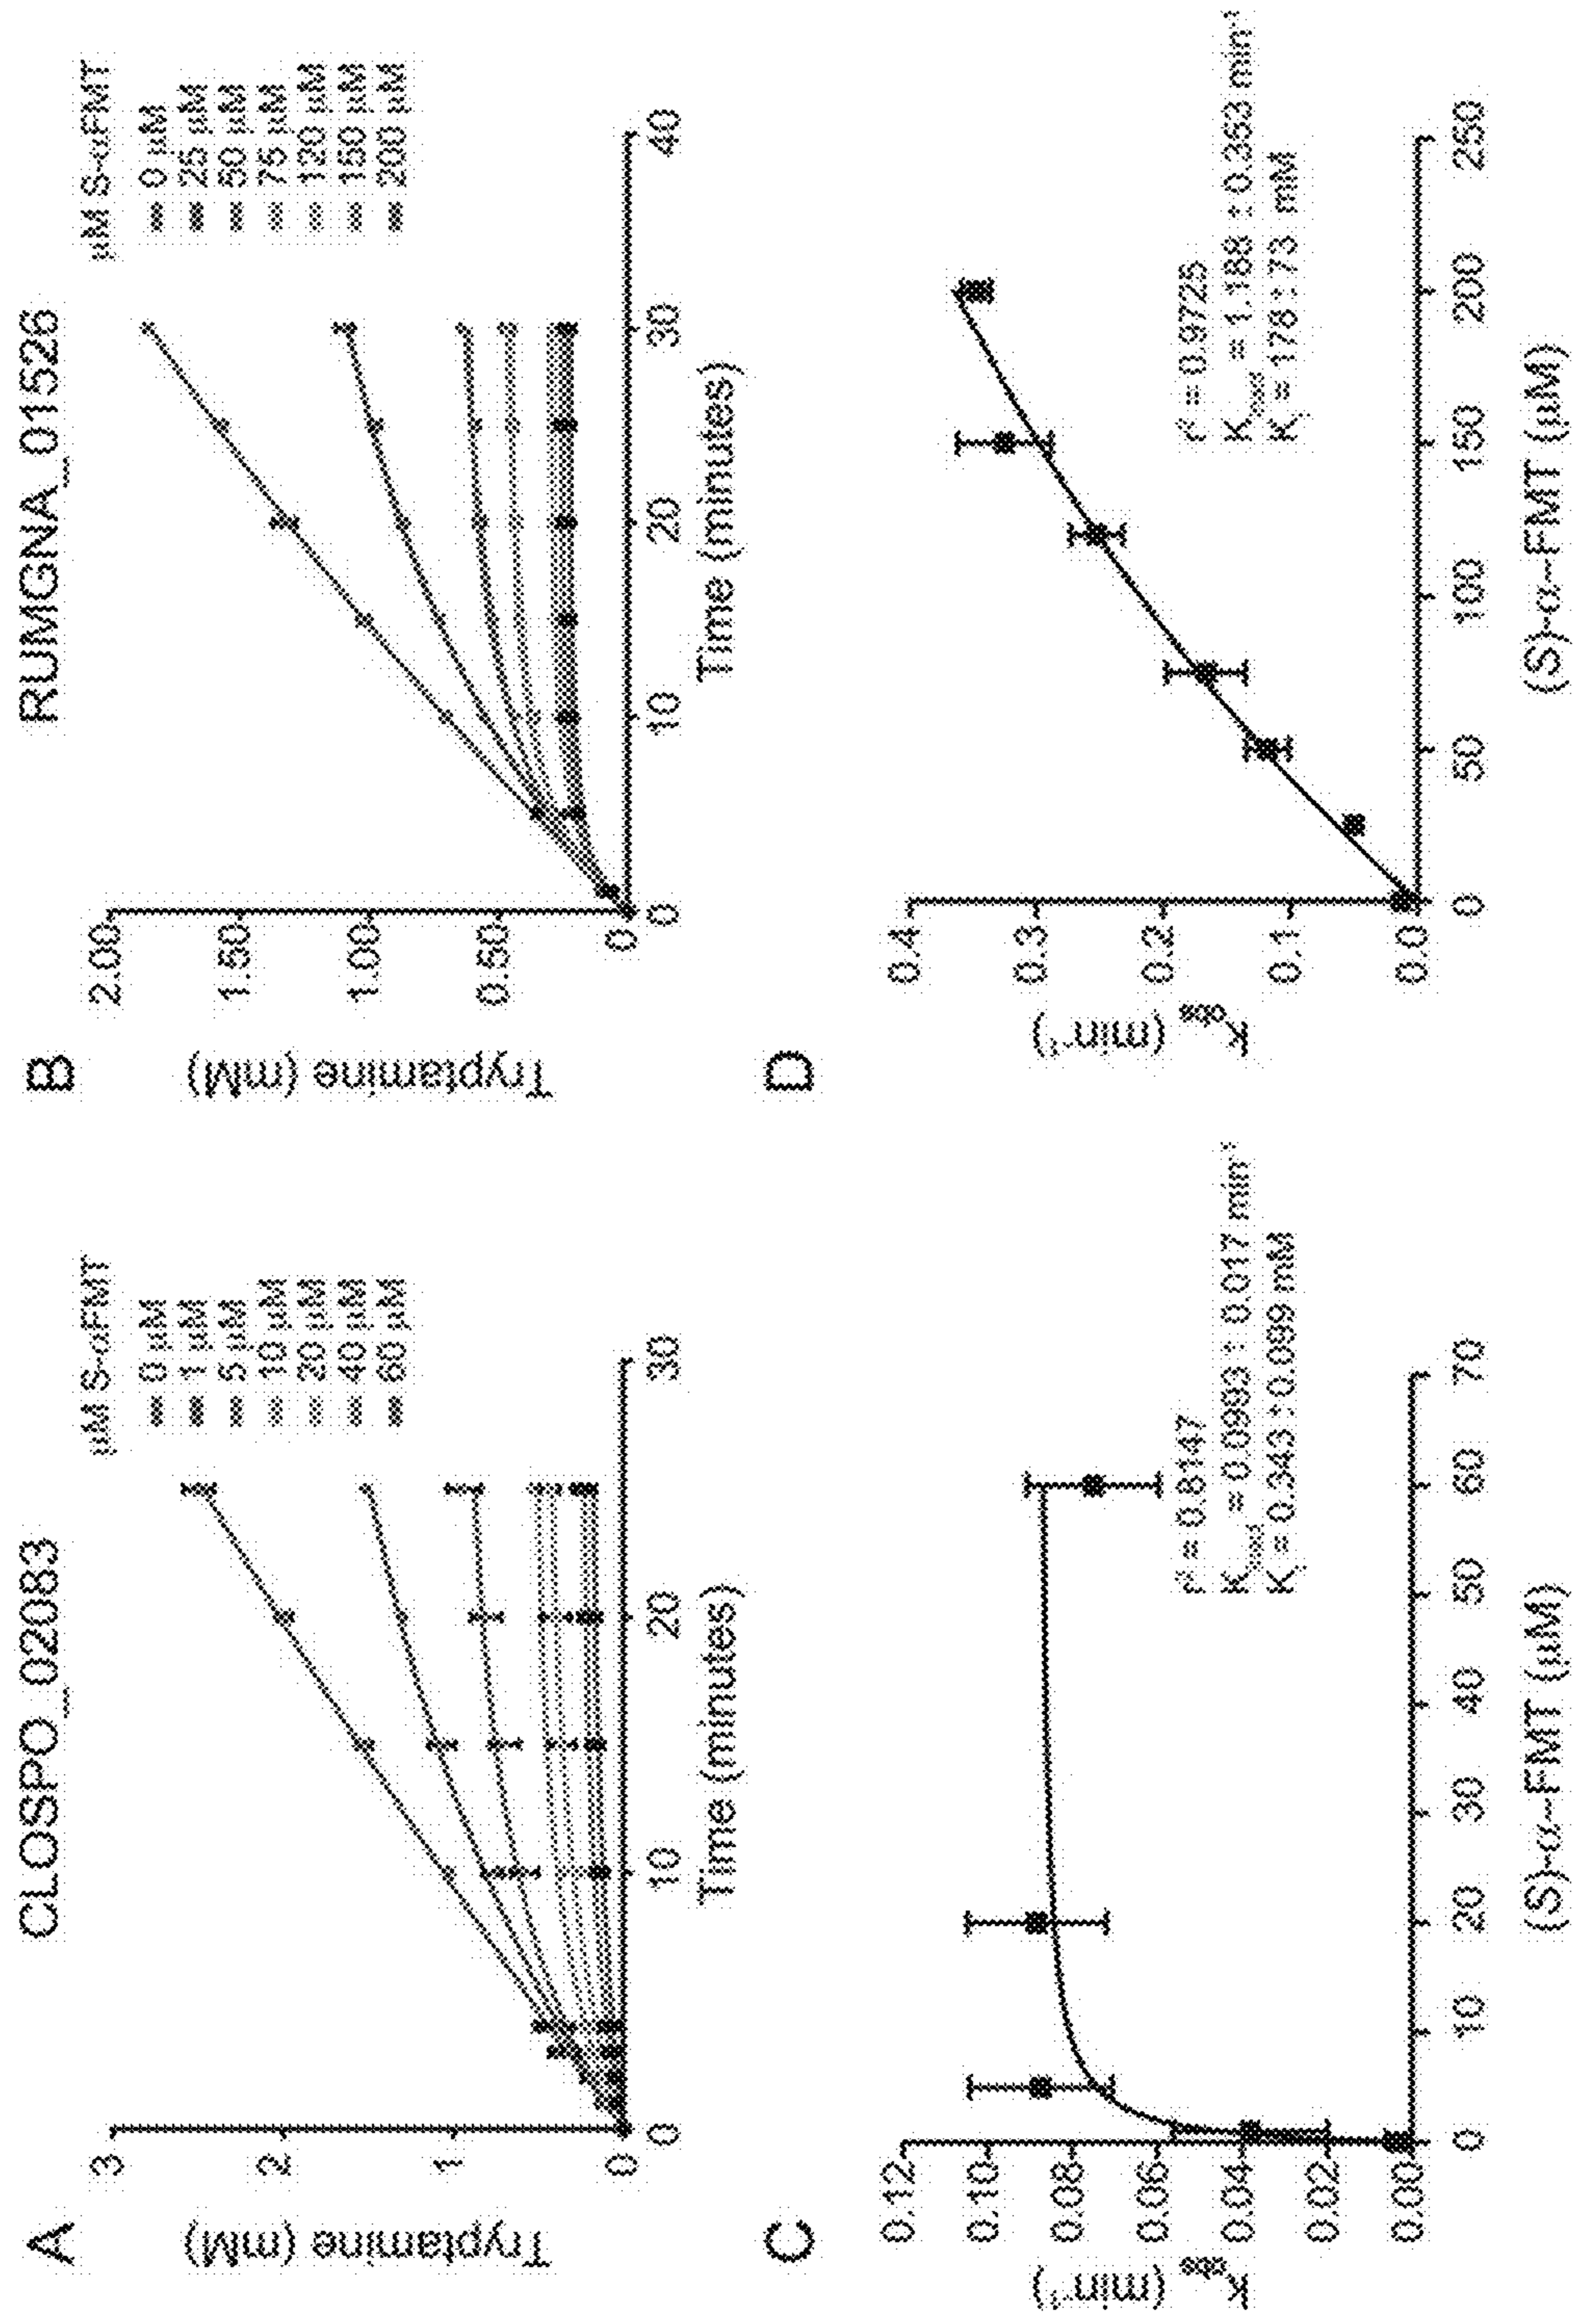 A
CLOSPO_02083
Tryptamine (mM)
3
2
1
0
0
10
20
30
Time (minutes)
µM S-αFMT
0 µM
1 µM
5 µM
10 µM
20 µM
40 µM
60 µM
B
RUMGNA_01526
Tryptamine (mM)
2.00
1.50
1.00
0.50
0
0
10
20
30
40
Time (minutes)
µM S-αFMT
0 µM
25 µM
50 µM
75 µM
120 µM
150 µM
200 µM
C
K obs (min⁻¹)
0.12
0.10
0.08
0.06
0.04
0.02
0.00
0
10
20
30
40
50
60
70
(S)-α-FMT (µM)
r² = 0.8147
= 0.0993 ± 0.017 min⁻¹
Kᵢ = 0.343 ± 0.099 mM
D
K obs (min⁻¹)
0.4
0.3
0.2
0.1
0.0
0
50
100
150
200
250
(S)-α-FMT (µM)
r² = 0.9725
= 1.188 ± 0.353 min⁻¹
Kᵢ = 178 ± 73 mM